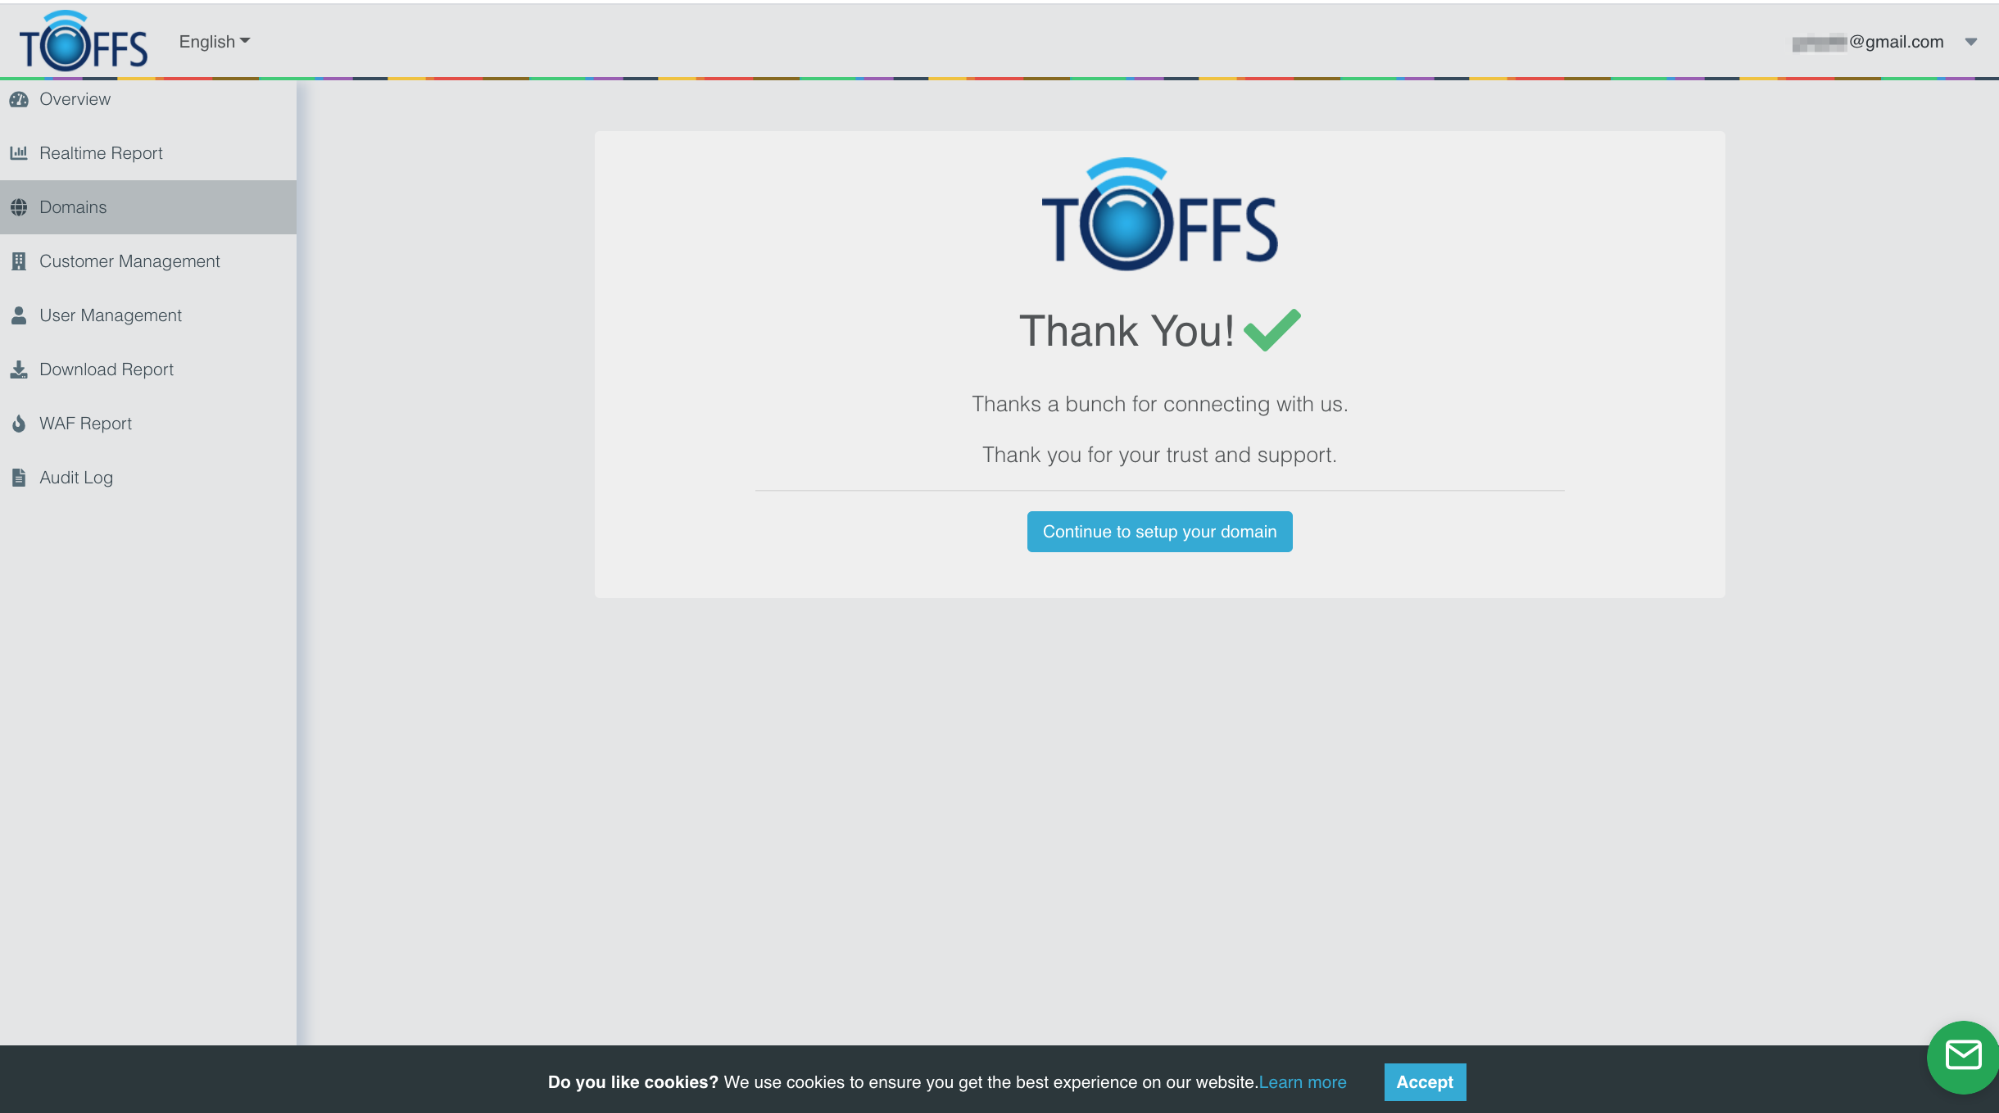 TOFFS
English
@gmail.com
Overview
Realtime Report
Domains
Customer Management
User Management
Download Report
WAF Report
Audit Log
TOFFS
Thank You!
Thanks a bunch for connecting with us.
Thank you for your trust and support.
Continue to setup your domain
Do you like cookies? We use cookies to ensure you get the best experience on our website.Learn more
Accept